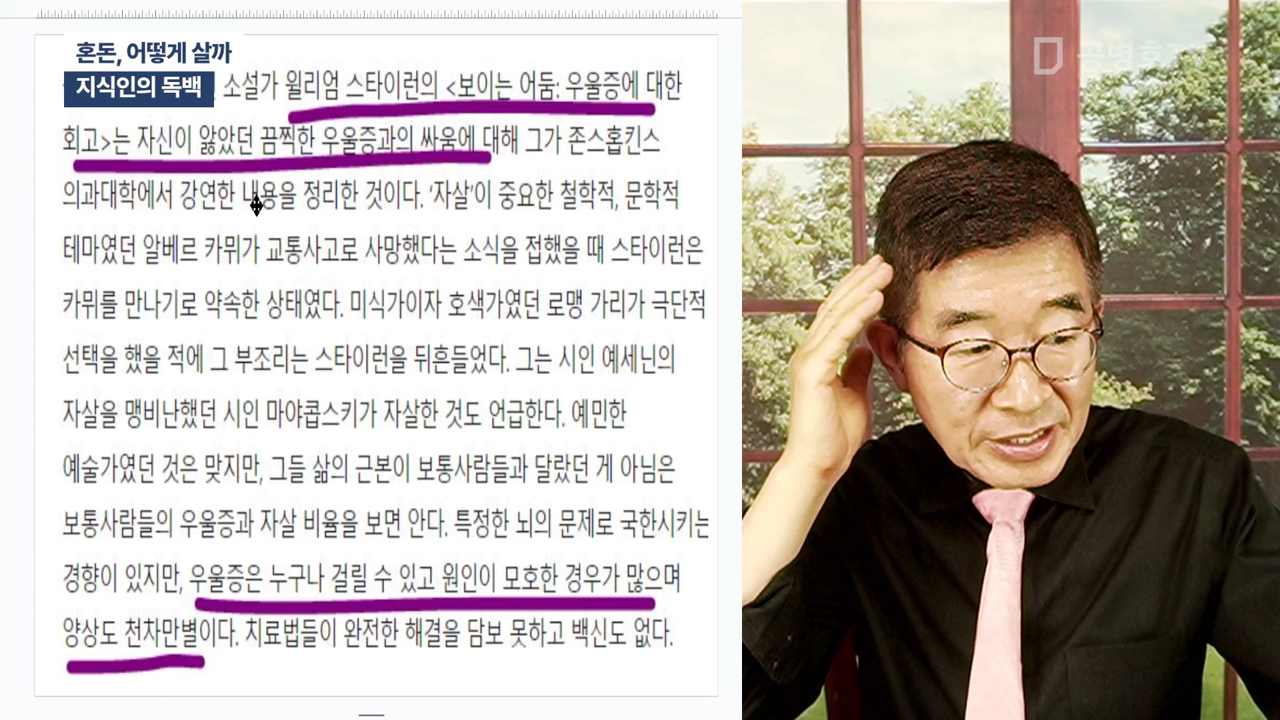 혼돈, 어떻게 살까
지식인의 독백
소설가 윌리엄 스타이런의 <보이는 어둠: 우울증에 대한
회고>는 자신이 앓았던 끔찍한 우울증과의 싸움에 대해 그가 존스홉킨스
의과대학에서 강연한 내용을 정리한 것이다. '자살'이 중요한 철학적, 문학적
테마였던 알베르 카뮈가 교통사고로 사망했다는 소식을 접했을 때 스타이런은
카뮈를 만나기로 약속한 상태였다. 미식가이자 호색가였던 로맹 가리가 극단적
선택을 했을 적에 그 부조리는 스타이런을 뒤흔들었다. 그는 시인 예세닌의
자살을 맹비난했던 시인 마야콥스키가 자살한 것도 언급한다. 예민한
예술가였던 것은 맞지만, 그들 삶의 근본이 보통사람들과 달랐던 게 아님은
보통사람들의 우울증과 자살 비율을 보면 안다. 특정한 뇌의 문제로 국한시키는
경향이 있지만, 우울증은 누구나 걸릴 수 있고 원인이 모호한 경우가 많으며
양상도 천차만별이다. 치료법들이 완전한 해결을 담보 못하고 백신도 없다.